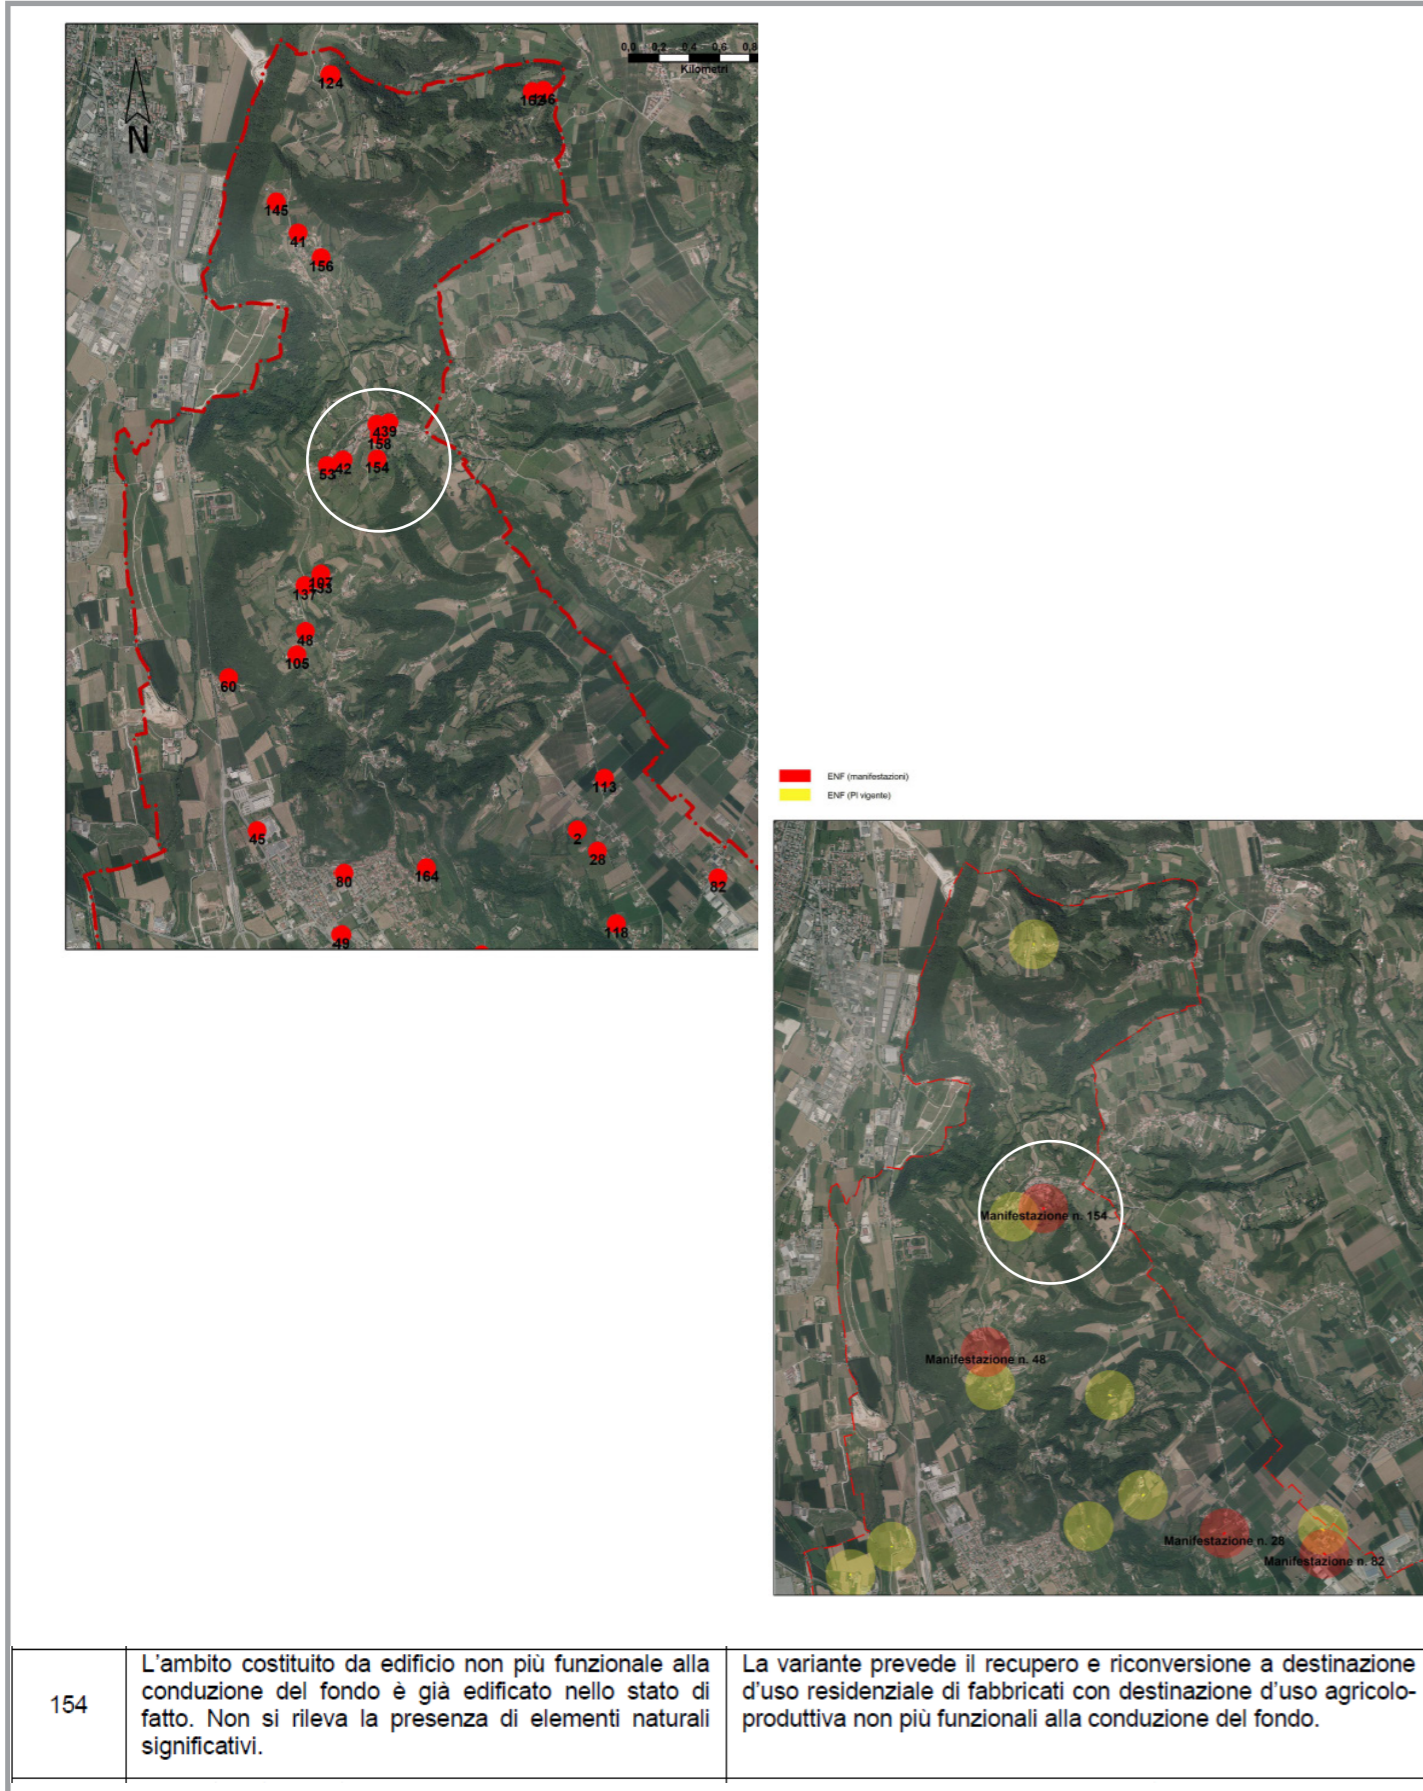 0,0 0,2 0,4 0,6 0,8
Kilometri
N
124
145
41
156
158
154
42
53
137
48
105
60
113
2
28
45
80
164
82
49
118
ENF (manifestazioni)
ENF (PI vigente)
Manifestazione n. 154
Manifestazione n. 48
Manifestazione n. 28
Manifestazione n. 82
154
L'ambito costituito da edificio non più funzionale alla
conduzione del fondo è già edificato nello stato di
fatto. Non si rileva la presenza di elementi naturali
significativi.
La variante prevede il recupero e riconversione a destinazione
d'uso residenziale di fabbricati con destinazione d'uso agricolo-
produttiva non più funzionali alla conduzione del fondo.